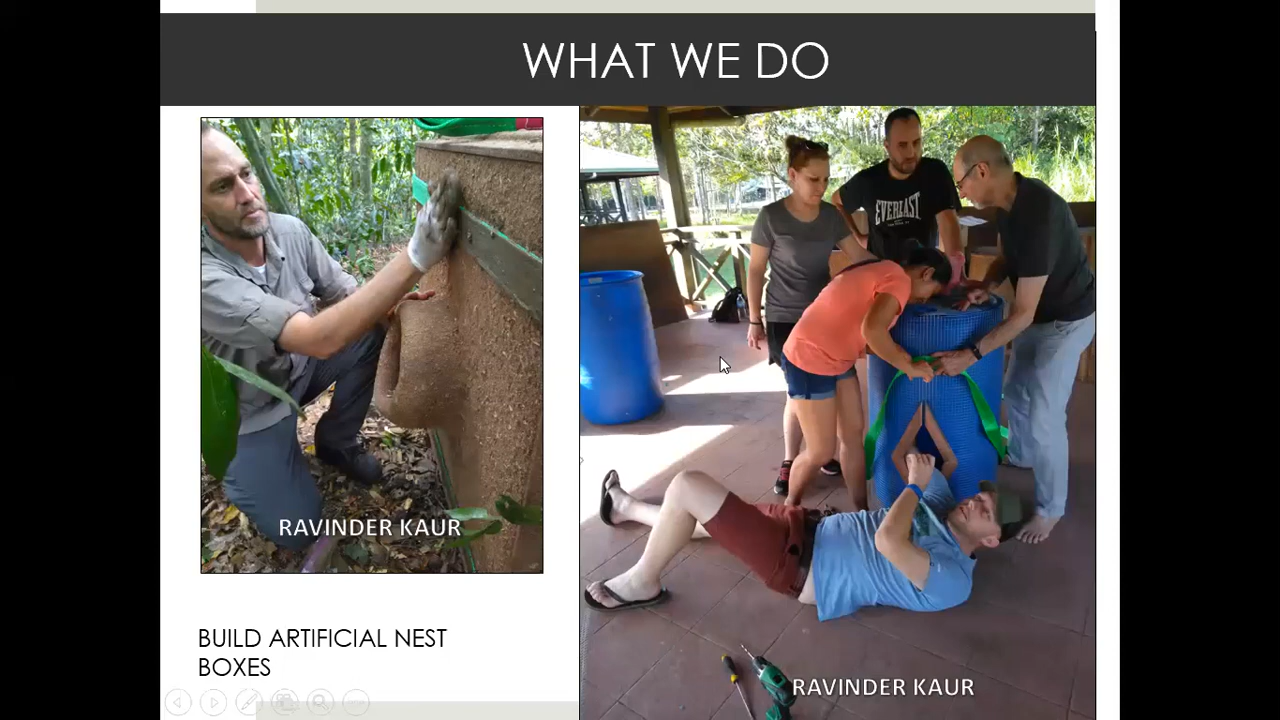 WHAT WE DO
EVERLAST
RAVINDER KAUR
BUILD ARTIFICIAL NEST
BOXES
RAVINDER KAUR